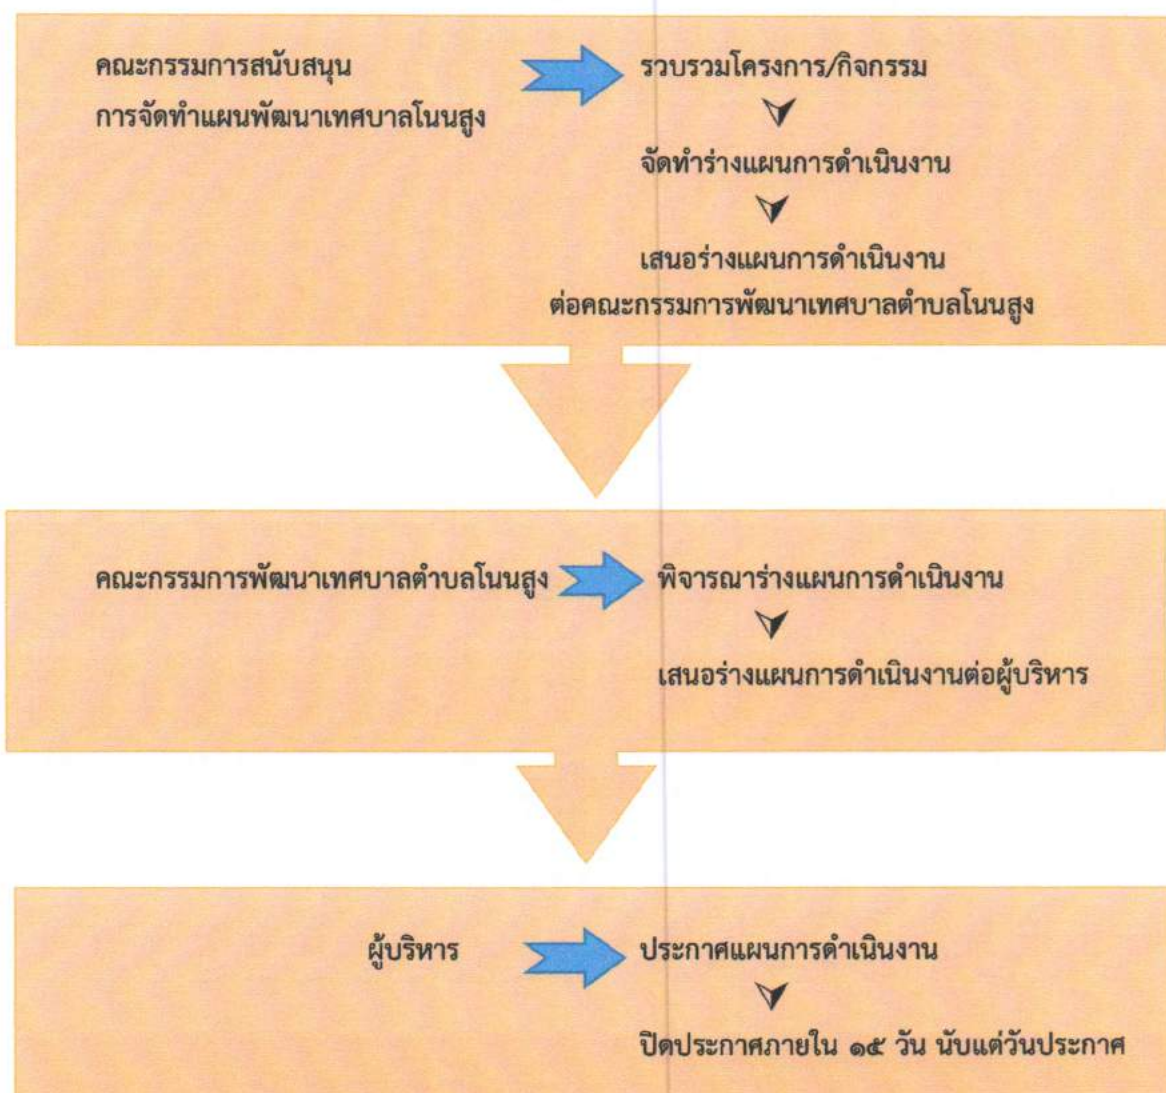 คณะกรรมการสนับสนุน
การจัดทำแผนพัฒนาเทศบาลโนนสูง
รวบรวมโครงการ/กิจกรรม
จัดทำร่างแผนการดำเนินงาน
เสนอร่างแผนการดำเนินงาน
ต่อคณะกรรมการพัฒนาเทศบาลตำบลโนนสูง
คณะกรรมการพัฒนาเทศบาลตำบลโนนสูง
พิจารณาร่างแผนการดำเนินงาน
เสนอร่างแผนการดำเนินงานต่อผู้บริหาร
ผู้บริหาร
ประกาศแผนการดำเนินงาน
ปิดประกาศภายใน ๑๕ วัน นับแต่วันประกาศ